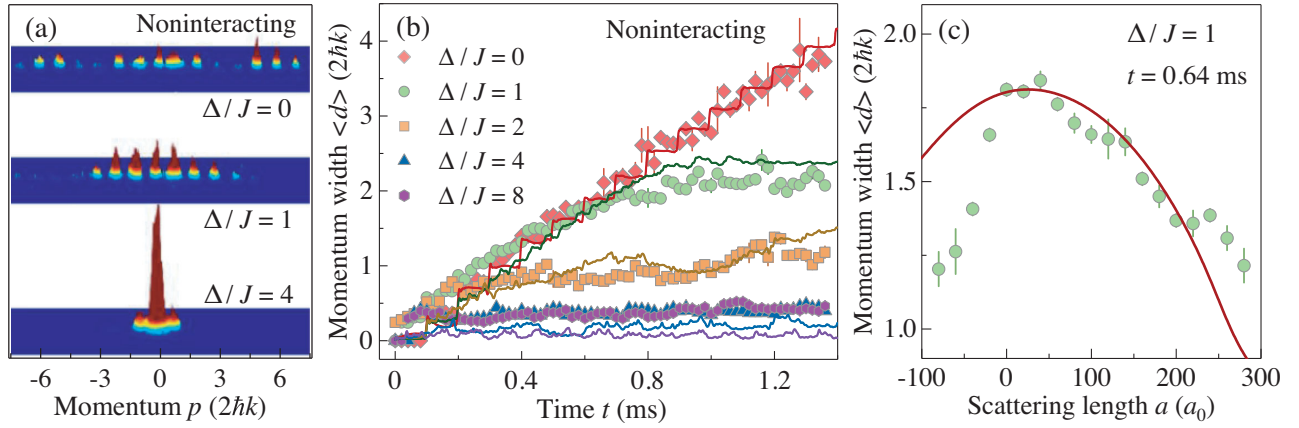 (a)
Noninteracting
Δ/J = 0
Δ/J = 1
Δ/J = 4
-6 -3 0 3 6
Momentum p (2ħk)
(b)
Noninteracting
Δ/J = 0
Δ/J = 1
Δ/J = 2
Δ/J = 4
Δ/J = 8
4
3
2
1
0
Momentum width <d> (2ħk)
0 0.4 0.8 1.2
Time t (ms)
(c)
Δ/J = 1
t = 0.64 ms
2.0
1.5
1.0
Momentum width <d> (2ħk)
-100 0 100 200 300
Scattering length a (a₀)